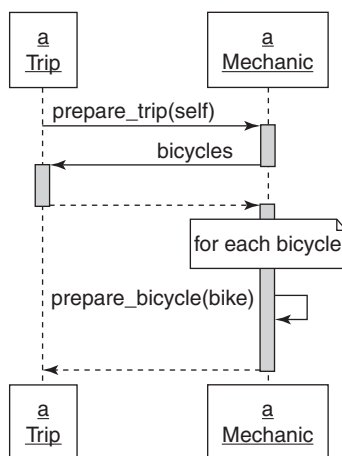 a
Trip
a
Mechanic
prepare_trip(self)
bicycles
for each bicycle
prepare_bicycle(bike)
a
Trip
a
Mechanic